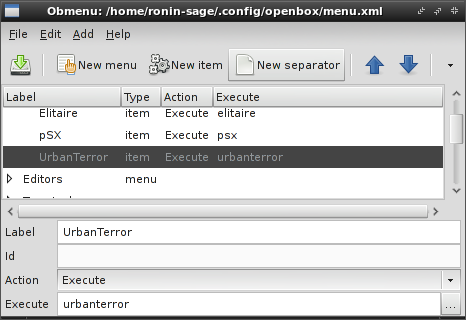 Obmenu: /home/ronin-sage/.config/openbox/menu.xml
File Edit Add Help
New menu New item New separator
Label Type Action Execute
Elitaire item Execute elitaire
pSX item Execute psx
UrbanTerror item Execute urbanterror
Editors menu
Label UrbanTerror
Id
Action Execute
Execute urbanterror ...